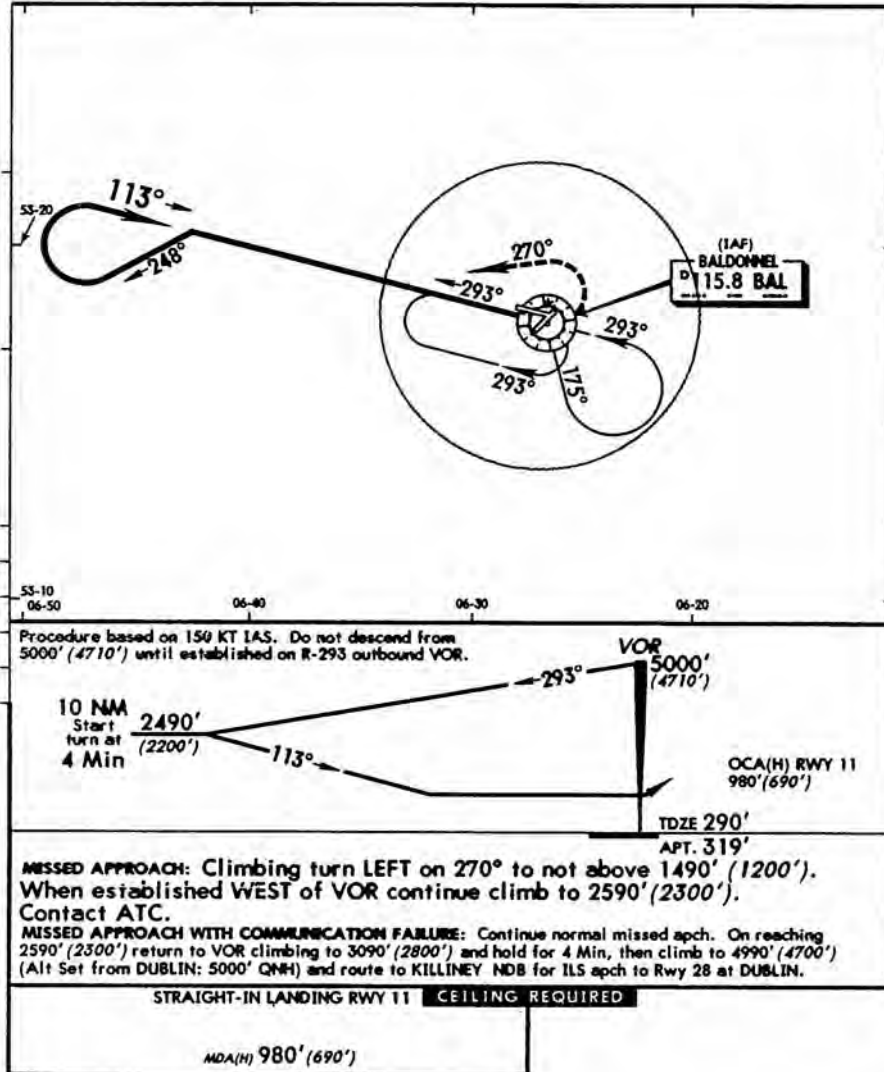 113°
53-20
248°
270°
293°
(IAF)
BALDONNEL
D 115.8 BAL
293°
293°
175°
53-10
06-50
06-40
06-30
06-20
Procedure based on 150 KT IAS. Do not descend from
5000' (4710') until established on R-293 outbound VOR.
VOR
5000'
(4710')
293°
10 NM
Start
turn at
4 Min
2490'
(2200')
113°
OCA(H) RWY 11
980'(690')
TDZE 290'
APT. 319'
MISSED APPROACH: Climbing turn LEFT on 270° to not above 1490' (1200').
When established WEST of VOR continue climb to 2590'(2300').
Contact ATC.
MISSED APPROACH WITH COMMUNICATION FAILURE: Continue normal missed apch. On reaching
2590' (2300') return to VOR climbing to 3090' (2800') and hold for 4 Min, then climb to 4990' (4700')
(Alt Set from DUBLIN: 5000' QNH) and route to KILLINEY NDB for ILS apch to Rwy 28 at DUBLIN.
STRAIGHT-IN LANDING RWY 11 CEILING REQUIRED
MDA(H) 980' (690')